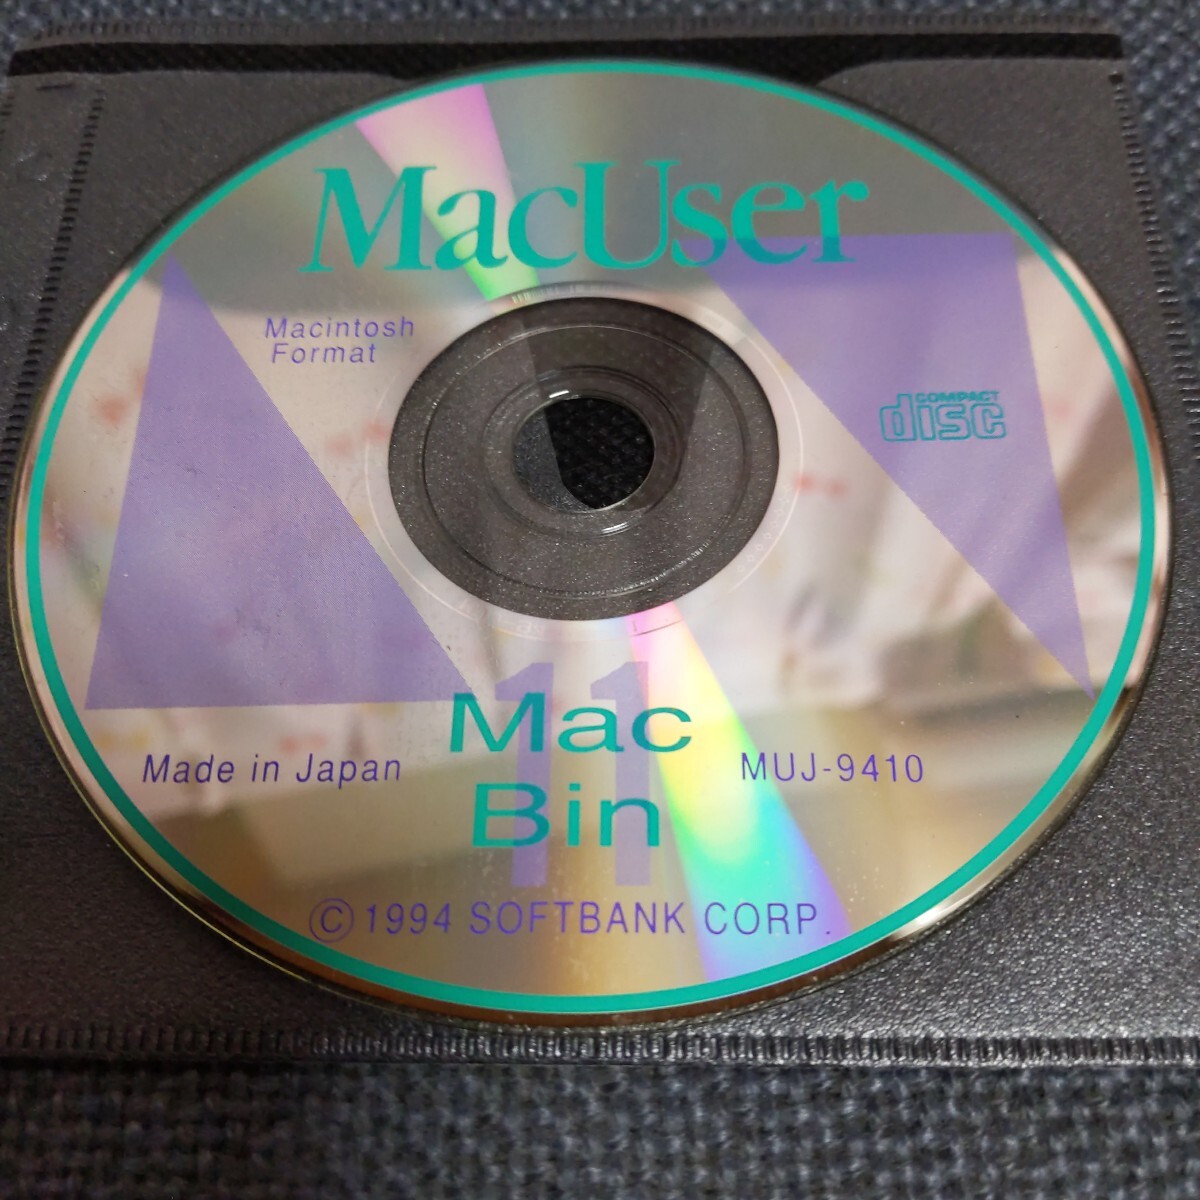 MacUser
Macintosh
Format
COMPACT
disc
11
Mac
Bin
Made in Japan
MUJ-9410
© 1994 SOFTBANK CORP.